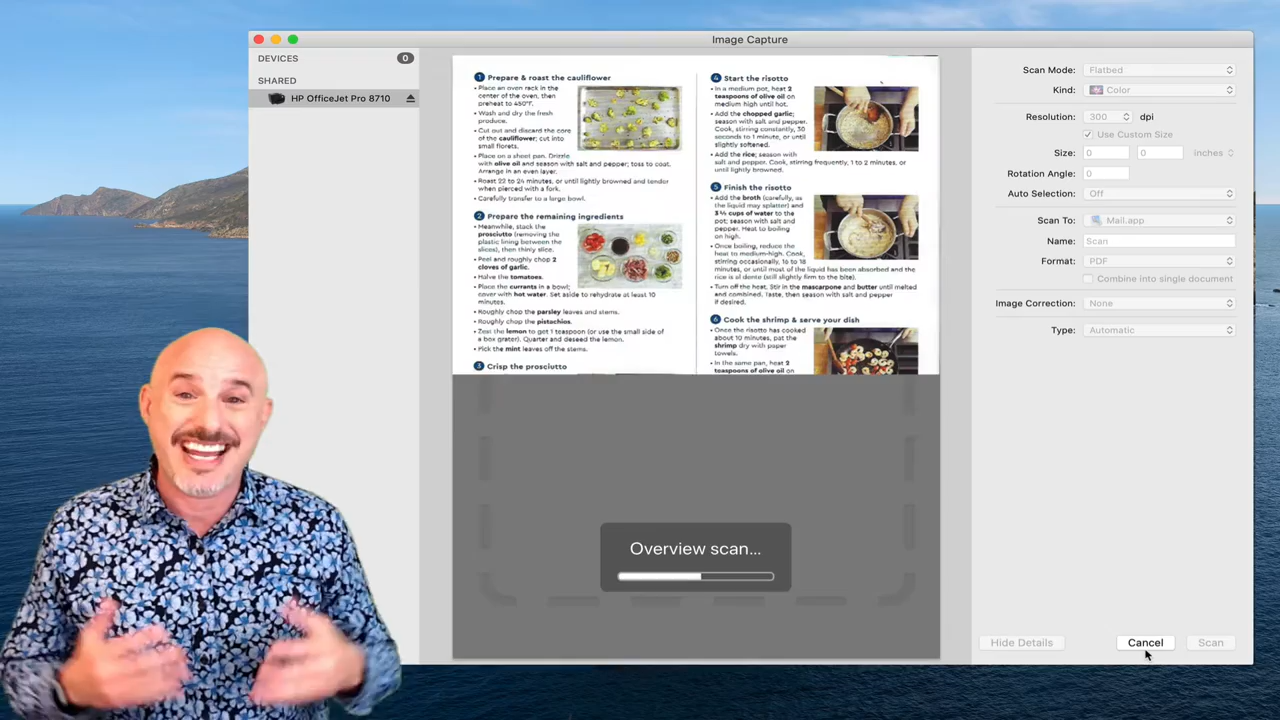 Image Capture
DEVICES
0
SHARED
HP OfficeJet Pro 8710
1 Prepare & roast the cauliflower
• Place an oven rack in the
center of the oven, then
preheat to 450°F.
• Wash and dry the fresh
produce.
• Cut out and discard the core
of the cauliflower; cut into
small florets.
• Place on a sheet pan. Drizzle
with olive oil and season with salt and pepper; toss to coat.
Arrange in an even layer.
• Roast 22 to 24 minutes, or until lightly browned and tender
when pierced with a fork.
• Carefully transfer to a large bowl.
2 Prepare the remaining ingredients
• Meanwhile, stack the
prosciutto (removing the
plastic lining between the
slices), then thinly slice.
• Peel and roughly chop 2
cloves of garlic.
• Halve the tomatoes.
• Place the currants in a bowl;
cover with hot water. Set aside to rehydrate at least 10
minutes.
• Roughly chop the parsley leaves and stems.
• Roughly chop the pistachios.
• Zest the lemon to get 1 teaspoon (or use the small side of
a box grater). Quarter and deseed the lemon.
• Pick the mint leaves off the stems.
3 Crisp the prosciutto
4 Start the risotto
• In a medium pot, heat 2
teaspoons of olive oil on
medium high until hot.
• Add the chopped garlic;
season with salt and pepper.
Cook, stirring constantly, 30
seconds to 1 minute, or until
slightly softened.
• Add the rice; season with
salt and pepper. Cook, stirring frequently, 1 to 2 minutes, or
until lightly browned.
5 Finish the risotto
• Add the broth (carefully, as
the liquid may splatter) and
3 ½ cups of water to the
pot; season with salt and
pepper. Heat to boiling
on high.
• Once boiling, reduce the
heat to medium-high. Cook,
stirring occasionally, 16 to 18
minutes, or until most of the liquid has been absorbed and the
rice is al dente (still slightly firm to the bite).
• Turn off the heat. Stir in the mascarpone and butter until melted
and combined. Taste, then season with salt and pepper
if desired.
6 Cook the shrimp & serve your dish
• Once the risotto has cooked
about 10 minutes, pat the
shrimp dry with paper
towels.
• In the same pan, heat 2
teaspoons of olive oil on
Overview scan...
Scan Mode: Flatbed
Kind: Color
Resolution: 300 dpi
Use Custom Size
Size: 0 0 inches
Rotation Angle: 0
Auto Selection: Off
Scan To: Mail.app
Name: Scan
Format: PDF
Combine into single document
Image Correction: None
Type: Automatic
Hide Details
Cancel
Scan